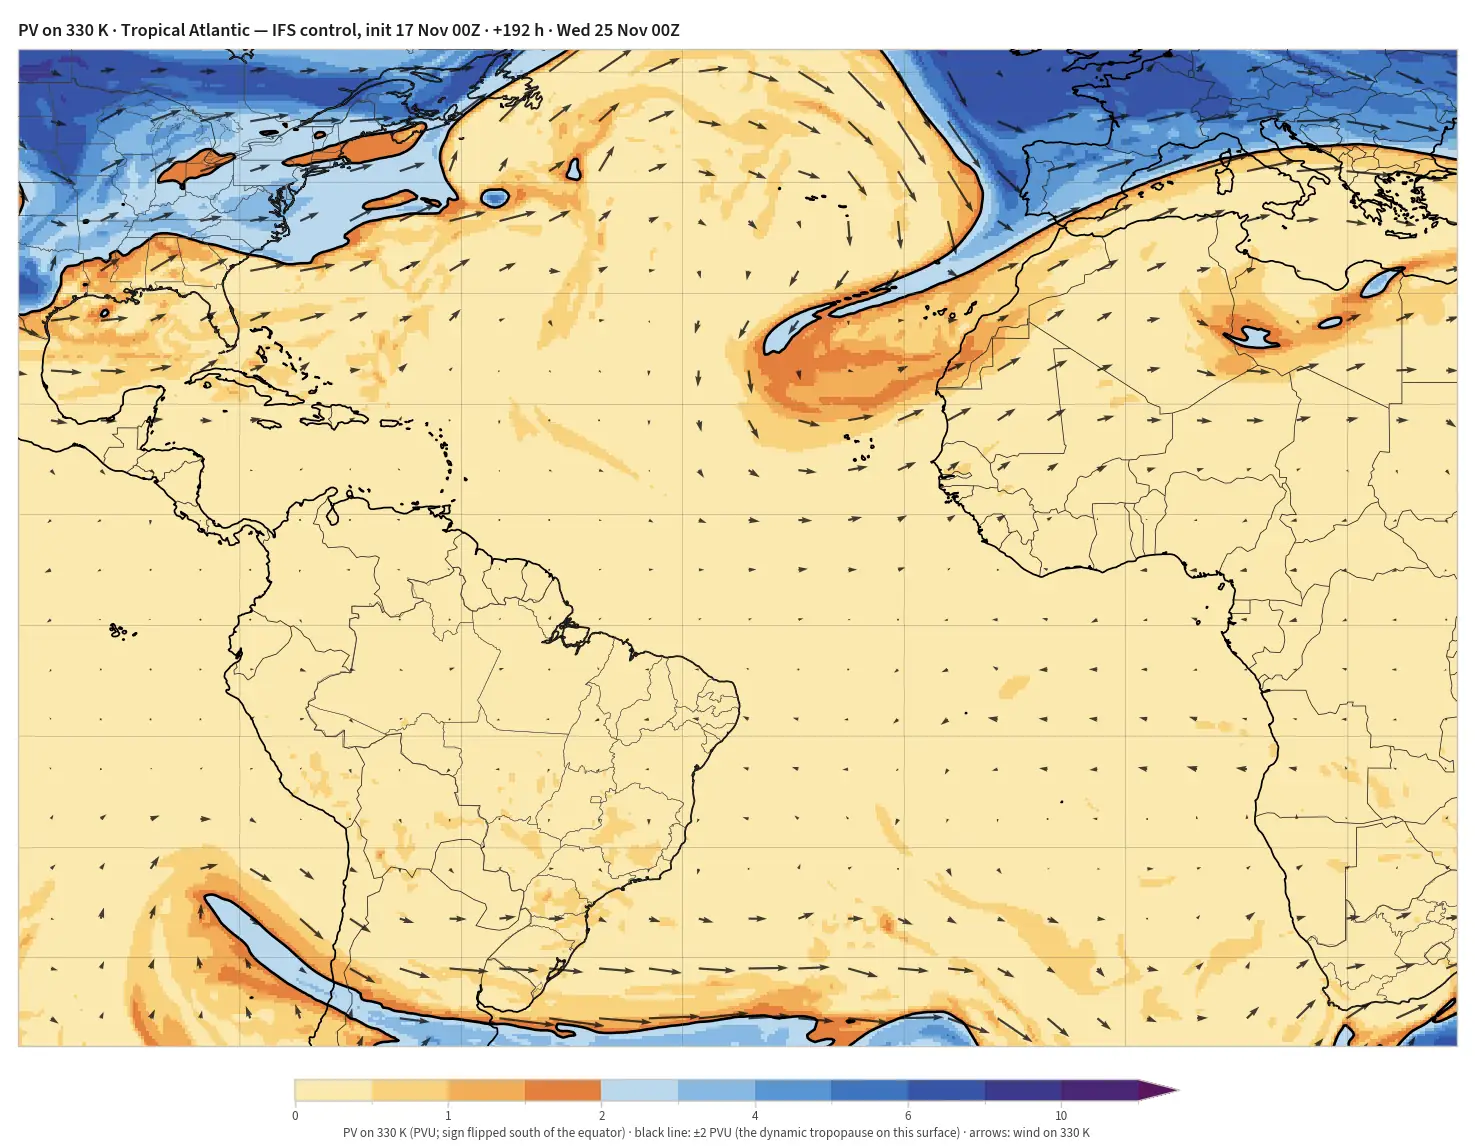 PV on 330 K · Tropical Atlantic — IFS control, init 17 Nov 00Z · +192 h · Wed 25 Nov 00Z
0 1 2 4 6 10
PV on 330 K (PVU; sign flipped south of the equator) · black line: ±2 PVU (the dynamic tropopause on this surface) · arrows: wind on 330 K